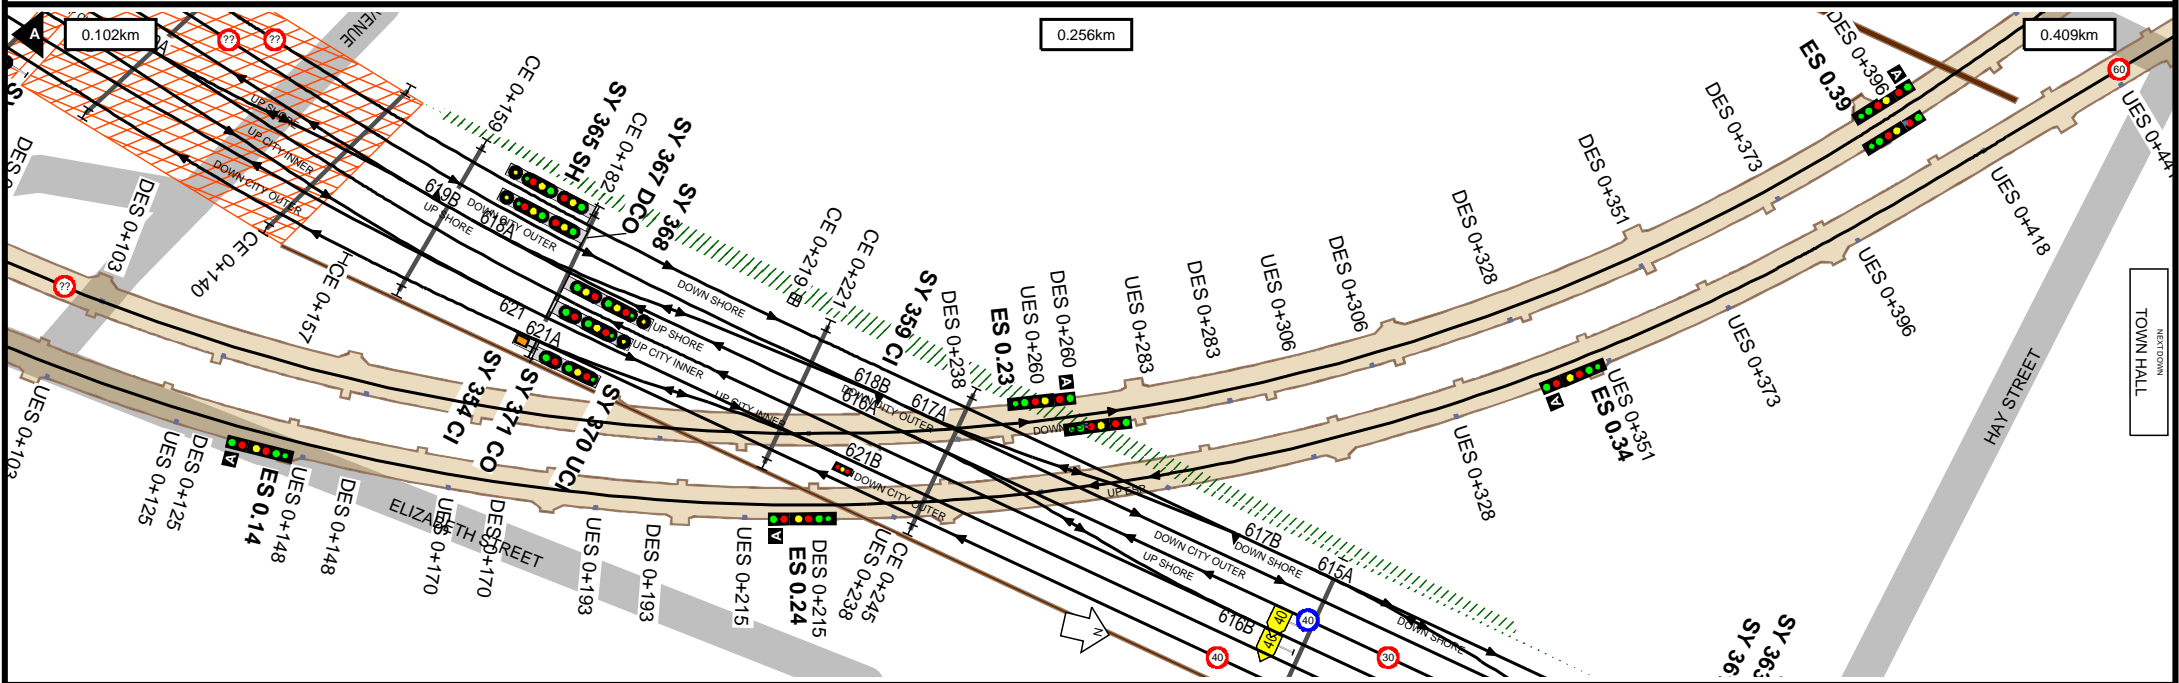 A
0.102km
0.256km
0.409km
??
??
??
60
40
40
30
40
VENUE
ELIZABETH STREET
HAY STREET
NEXT DOWN
TOWN HALL
N
UP SHORE
UP CITY INNER
DOWN CITY OUTER
UP SHORE
DOWN CITY OUTER
DOWN SHORE
UP SHORE
UP CITY INNER
UP CITY INNER
DOWN CITY OUTER
DOWN CITY OUTER
UP ESR
DOWN CITY OUTER
UP SHORE
DOWN SHORE
DOWN SHORE
619B
618A
621
621A
618B
616A
617A
621B
617B
615A
616B
CE 0+140
CE 0+157
CE 0+159
CE 0+182
CE 0+219
CE 0+221
CE 0+245
SY 365 SH
SY 367 DCO
SY 368
SY 354 CI
SY 371 CO
SY 370 UCI
SY 359 CI
SY 36
SY 363
ES 0.14
ES 0.24
ES 0.23
ES 0.34
ES 0.39
A
A
A
A
A
DES 0+103
UES 0+103
UES 0+125
DES 0+125
UES 0+148
DES 0+148
UES 0+170
DES 0+170
UES 0+193
DES 0+193
UES 0+215
DES 0+215
UES 0+238
DES 0+238
UES 0+260
DES 0+260
UES 0+283
DES 0+283
UES 0+306
DES 0+306
DES 0+328
UES 0+328
DES 0+351
UES 0+351
DES 0+373
UES 0+373
DES 0+396
UES 0+396
UES 0+418
UES 0+44